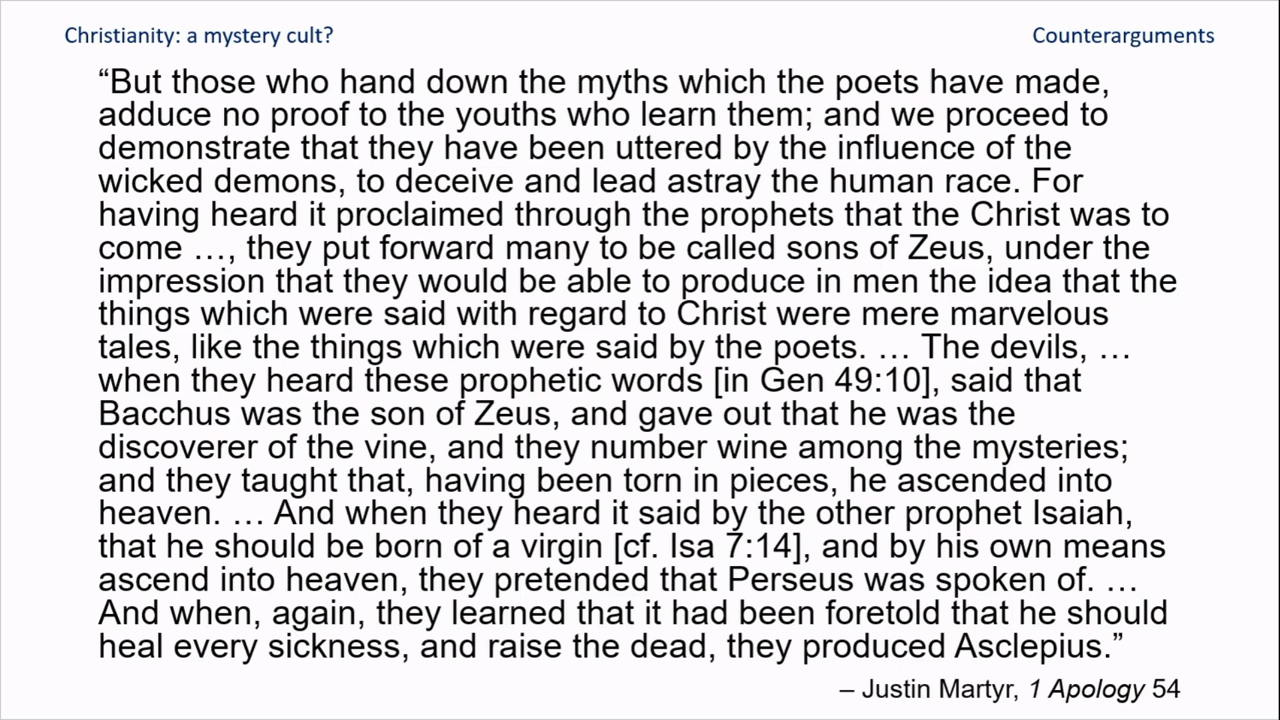 Christianity: a mystery cult?
Counterarguments
“But those who hand down the myths which the poets have made,
adduce no proof to the youths who learn them; and we proceed to
demonstrate that they have been uttered by the influence of the
wicked demons, to deceive and lead astray the human race. For
having heard it proclaimed through the prophets that the Christ was to
come …, they put forward many to be called sons of Zeus, under the
impression that they would be able to produce in men the idea that the
things which were said with regard to Christ were mere marvelous
tales, like the things which were said by the poets. … The devils, …
when they heard these prophetic words [in Gen 49:10], said that
Bacchus was the son of Zeus, and gave out that he was the
discoverer of the vine, and they number wine among the mysteries;
and they taught that, having been torn in pieces, he ascended into
heaven. … And when they heard it said by the other prophet Isaiah,
that he should be born of a virgin [cf. Isa 7:14], and by his own means
ascend into heaven, they pretended that Perseus was spoken of. …
And when, again, they learned that it had been foretold that he should
heal every sickness, and raise the dead, they produced Asclepius.”
– Justin Martyr, 1 Apology 54